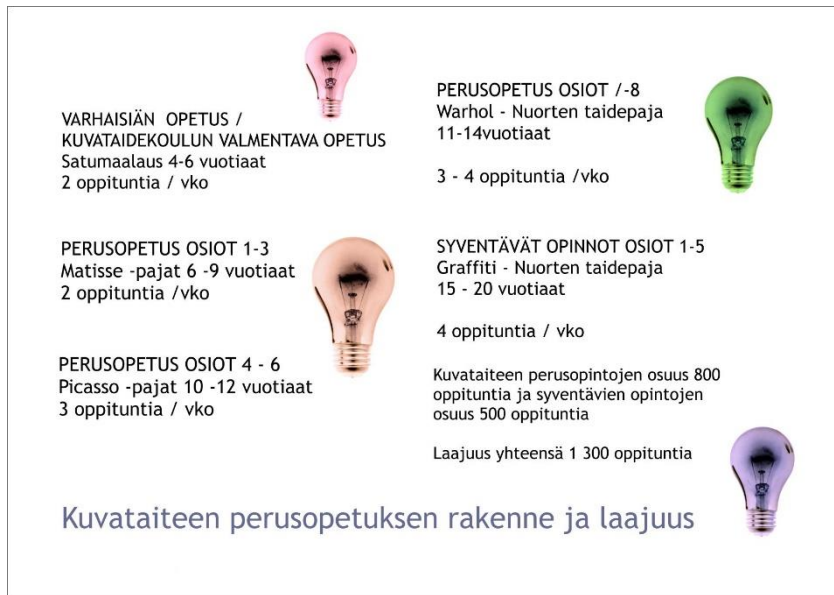 VARHAISIÄN OPETUS /
KUVATAIDEKOULUN VALMENTAVA OPETUS
Satumaalaus 4-6 vuotiaat
2 oppituntia / vko
PERUSOPETUS OSIOT 1-3
Matisse -pajat 6 -9 vuotiaat
2 oppituntia /vko
PERUSOPETUS OSIOT 4 - 6
Picasso -pajat 10 -12 vuotiaat
3 oppituntia / vko
PERUSOPETUS OSIOT /-8
Warhol - Nuorten taidepaja
11-14vuotiaat
3 - 4 oppituntia /vko
SYVENTÄVÄT OPINNOT OSIOT 1-5
Graffiti - Nuorten taidepaja
15 - 20 vuotiaat
4 oppituntia / vko
Kuvataiteen perusopintojen osuus 800
oppituntia ja syventävien opintojen
osuus 500 oppituntia
Laajuus yhteensä 1 300 oppituntia
Kuvataiteen perusopetuksen rakenne ja laajuus